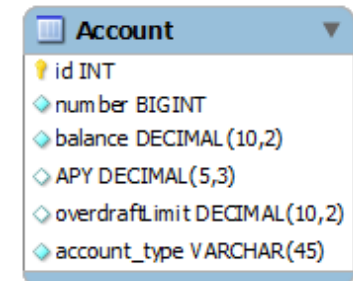 Account
id INT
number BIGINT
balance DECIMAL(10,2)
APY DECIMAL(5,3)
overdraftLimit DECIMAL(10,2)
account_type VARCHAR(45)